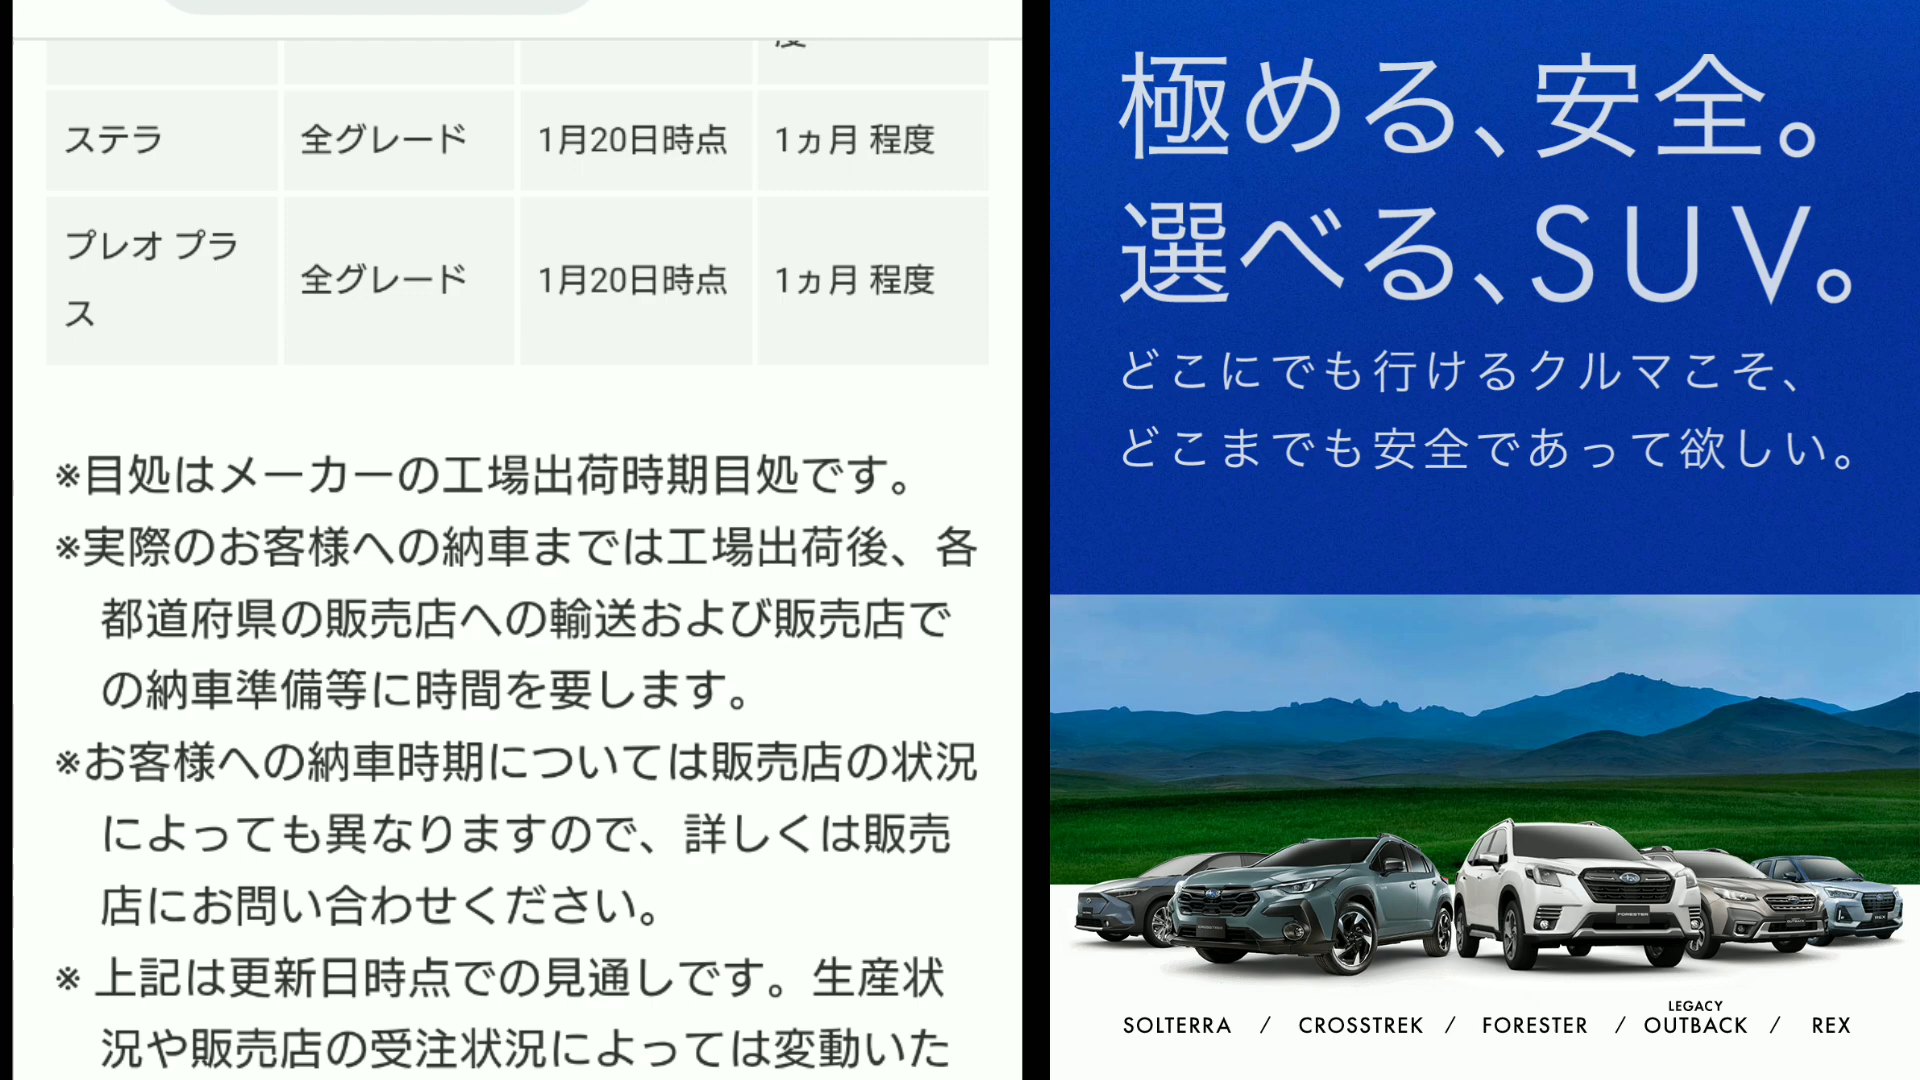 度
ステラ 全グレード 1月20日時点 1ヵ月 程度
プレオ プラ
ス 全グレード 1月20日時点 1ヵ月 程度
※目処はメーカーの工場出荷時期目処です。
※実際のお客様への納車までは工場出荷後、各
都道府県の販売店への輸送および販売店で
の納車準備等に時間を要します。
※お客様への納車時期については販売店の状況
によっても異なりますので、詳しくは販売
店にお問い合わせください。
※ 上記は更新日時点での見通しです。生産状
況や販売店の受注状況によっては変動いた
極める、安全。
選べる、SUV。
どこにでも行けるクルマこそ、
どこまでも安全であって欲しい。
FORESTER
REX
SOLTERRA / CROSSTREK / FORESTER / LEGACY OUTBACK / REX